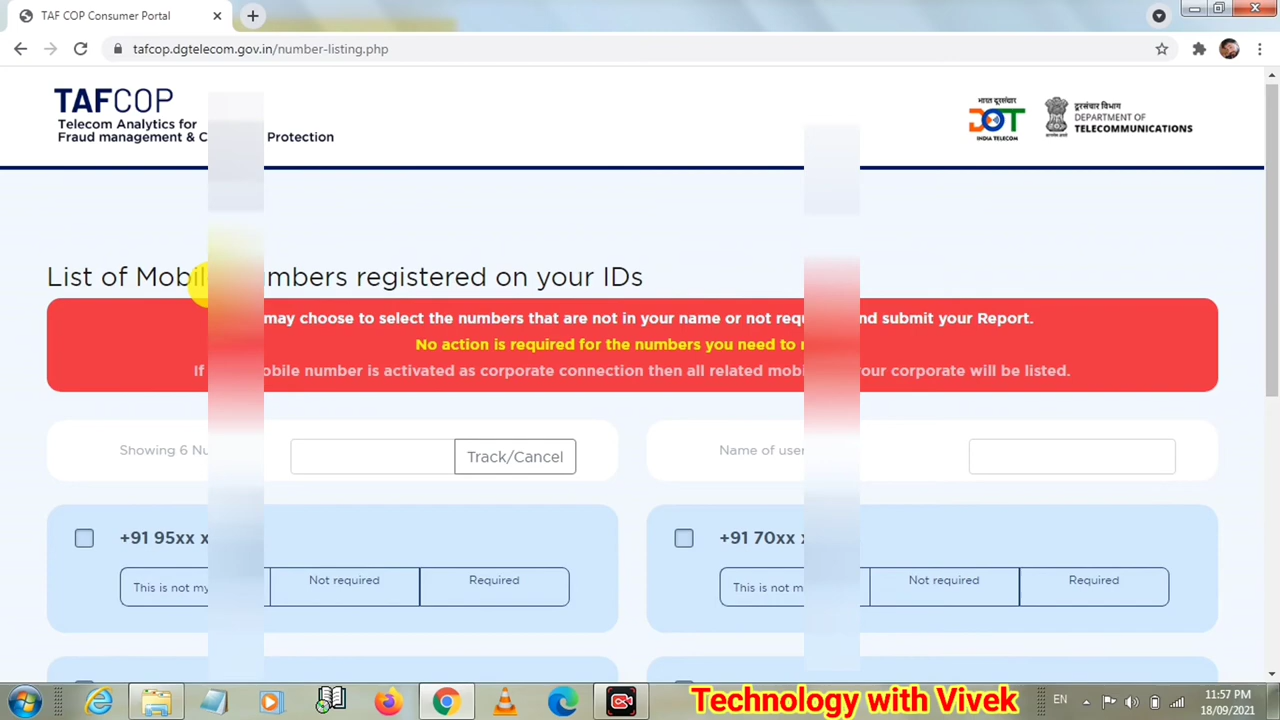 TAF COP Consumer Portal
tafcop.dgtelecom.gov.in/number-listing.php
TAFCOP
Telecom Analytics for
Fraud management & C Protection
भारत दूरसंचार
DOT
INDIA TELECOM
दूरसंचार विभाग
DEPARTMENT OF
TELECOMMUNICATIONS
List of Mobil umbers registered on your IDs
may choose to select the numbers that are not in your name or not requ nd submit your Report.
No action is required for the numbers you need to
If obile number is activated as corporate connection then all related mobi our corporate will be listed.
Showing 6 Nu
Track/Cancel
Name of user
+91 95xx x
This is not my
Not required
Required
+91 70xx x
This is not m
Not required
Required
Technology with Vivek
EN
11:57 PM
18/09/2021